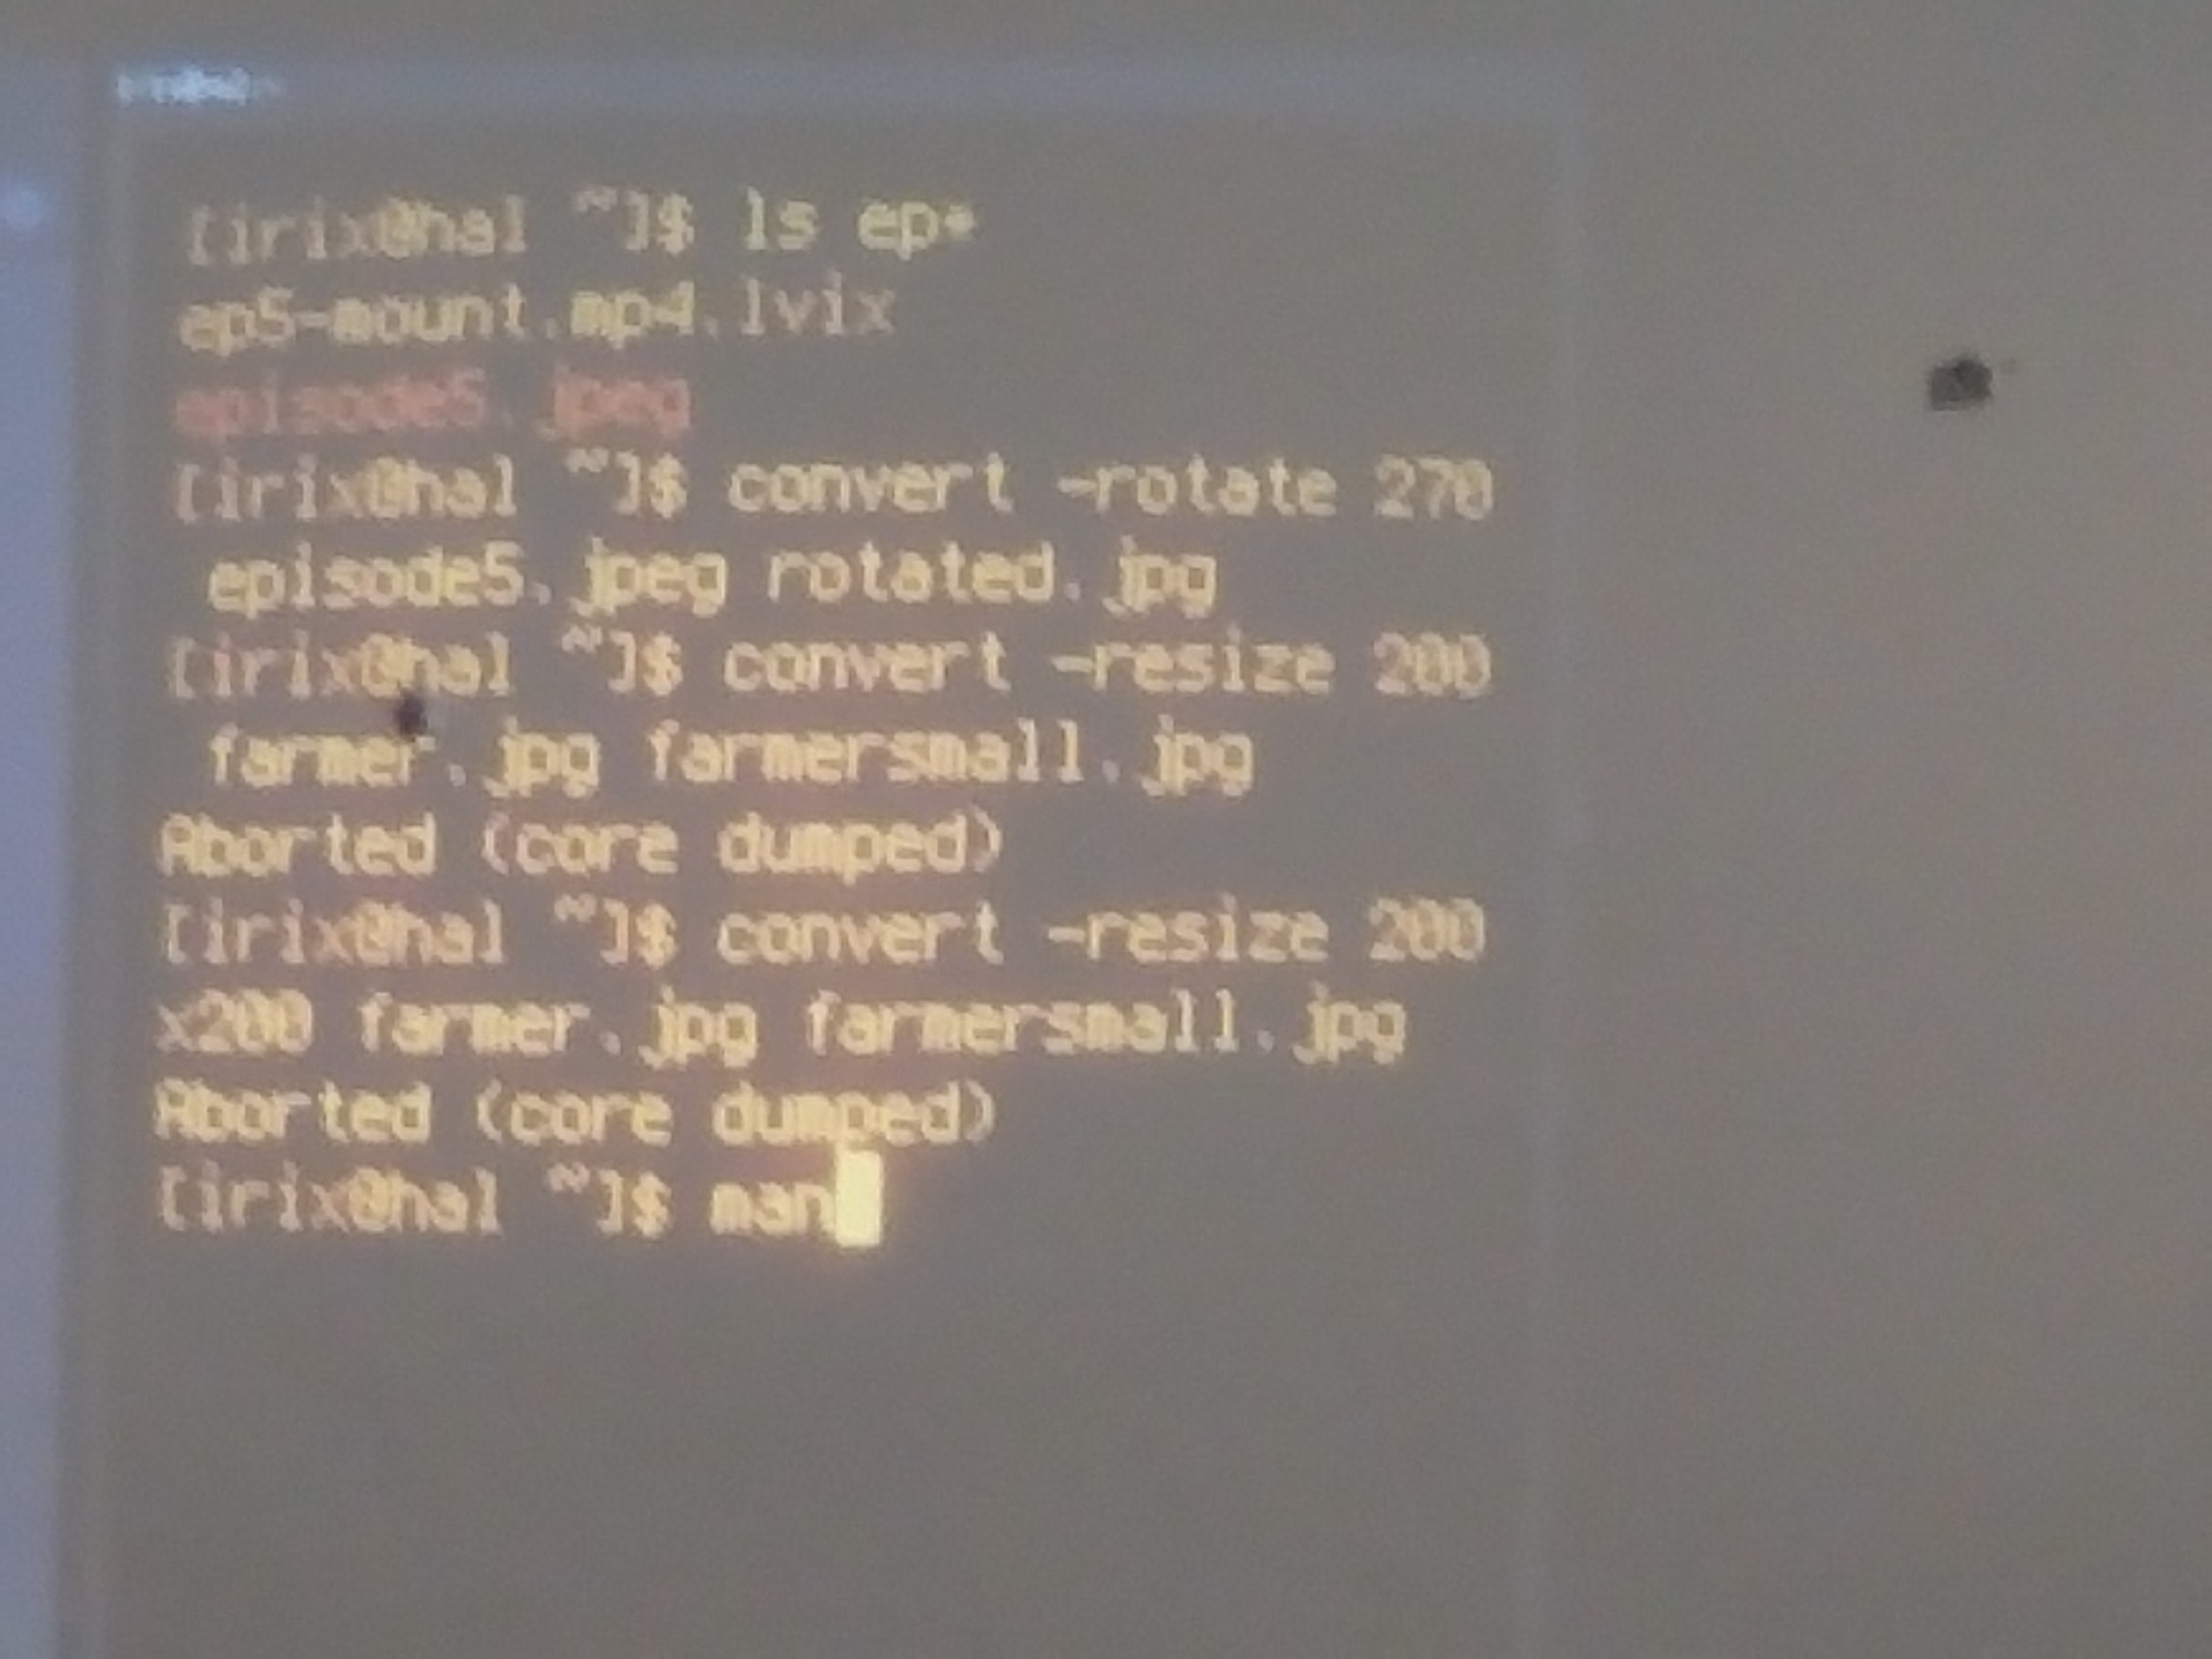 [irix@hal ~]$ ls ep*
ep5-mount.mp4.lvix
episode5.jpeg
[irix@hal ~]$ convert -rotate 270
 episode5.jpeg rotated.jpg
[irix@hal ~]$ convert -resize 200
 farmer.jpg farmersmall.jpg
Aborted (core dumped)
[irix@hal ~]$ convert -resize 200
x200 farmer.jpg farmersmall.jpg
Aborted (core dumped)
[irix@hal ~]$ man